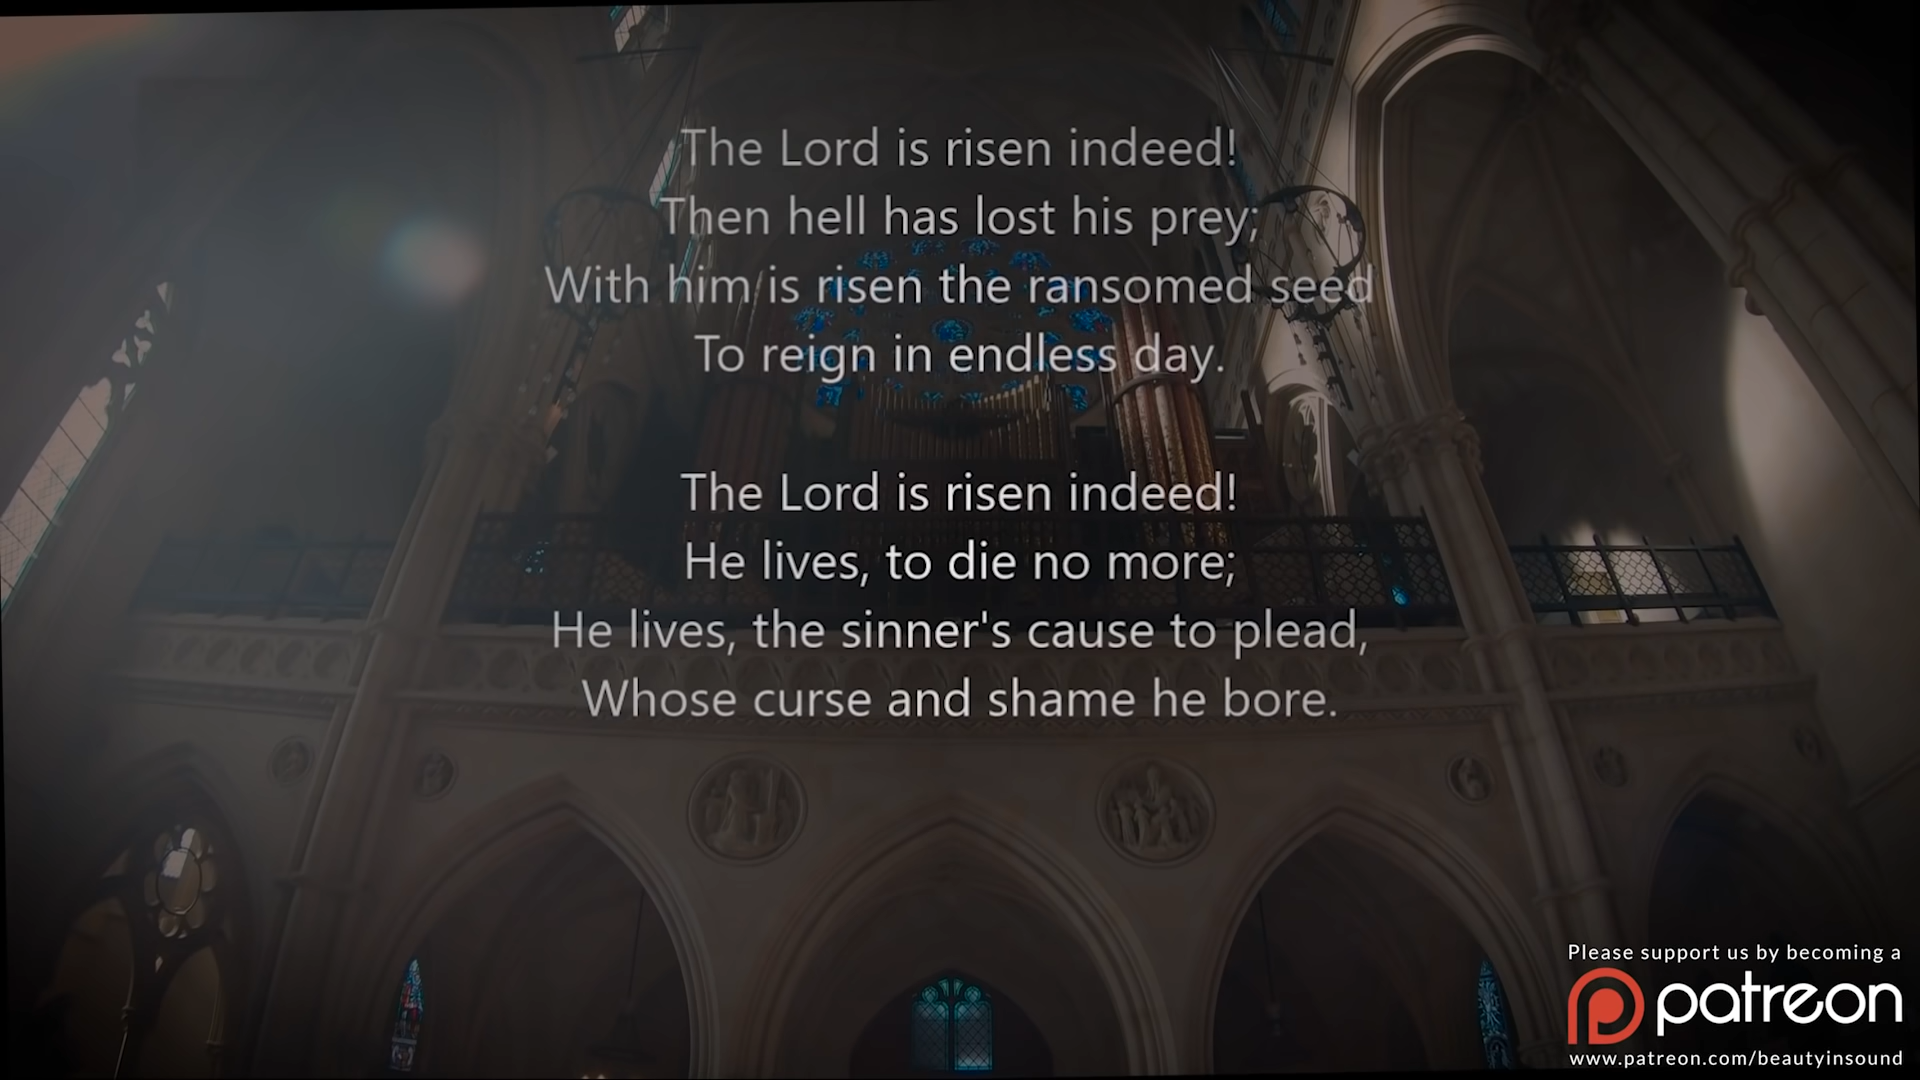 The Lord is risen indeed!
Then hell has lost his prey;
With him is risen the ransomed seed
To reign in endless day.
The Lord is risen indeed!
He lives, to die no more;
He lives, the sinner's cause to plead,
Whose curse and shame he bore.
Please support us by becoming a
patreon
www.patreon.com/beautyinsound